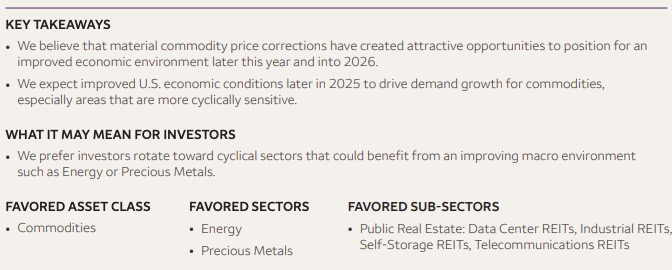 KEY TAKEAWAYS
• We believe that material commodity price corrections have created attractive opportunities to position for an
improved economic environment later this year and into 2026.
• We expect improved U.S. economic conditions later in 2025 to drive demand growth for commodities,
especially areas that are more cyclically sensitive.
WHAT IT MAY MEAN FOR INVESTORS
• We prefer investors rotate toward cyclical sectors that could benefit from an improving macro environment
such as Energy or Precious Metals.
FAVORED ASSET CLASS
• Commodities
FAVORED SECTORS
• Energy
• Precious Metals
FAVORED SUB-SECTORS
• Public Real Estate: Data Center REITs, Industrial REITs,
Self-Storage REITs, Telecommunications REITs